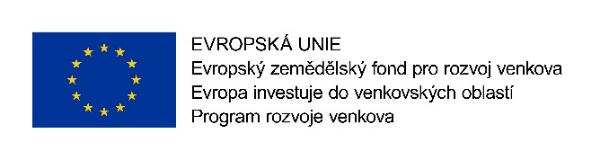 EVROPSKÁ UNIE
Evropský zemědělský fond pro rozvoj venkova
Evropa investuje do venkovských oblastí
Program rozvoje venkova